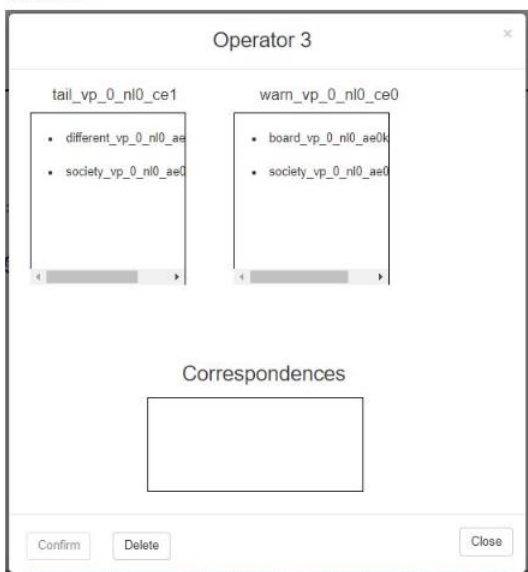 Operator 3
×
tail_vp_0_nl0_ce1
warn_vp_0_nl0_ce0
different_vp_0_nl0_ae
society_vp_0_nl0_ae0
board_vp_0_nl0_ae0k
society_vp_0_nl0_ae0
Correspondences
Confirm
Delete
Close